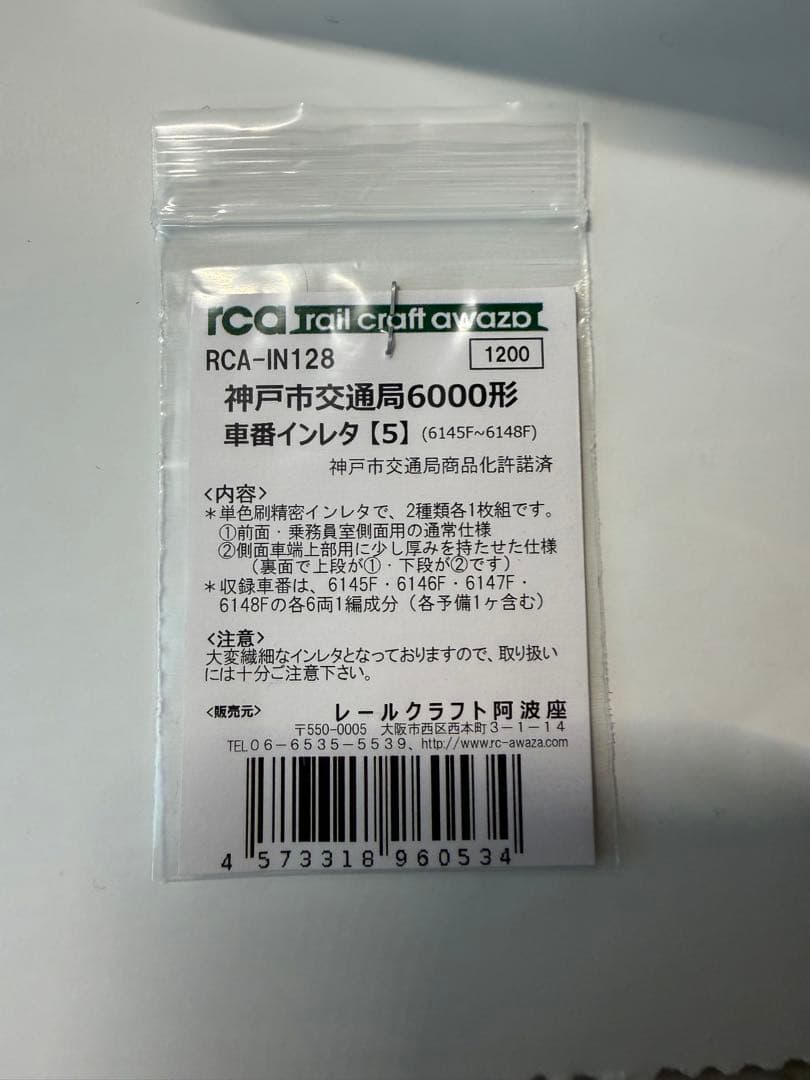 rca rail craft awaza
RCA-IN128
1200
神戸市交通局6000形
車番インレタ【5】 (6145F~6148F)
神戸市交通局商品化許諾済
<内容>
＊単色刷精密インレタで、2種類各1枚組です。
①前面・乗務員室側面用の通常仕様
②側面車端上部用に少し厚みを持たせた仕様
（裏面で上段が①・下段が②です）
＊収録車番は、6145F・6146F・6147F・
6148Fの各6両1編成分（各予備1ヶ含む）
<注意>
大変繊細なインレタとなっておりますので、取り扱い
には十分ご注意下さい。
<販売元> レールクラフト阿波座
〒550-0005 大阪市西区西本町３－１－１４
TEL０６－６５３５－５５３９、http://www.rc-awaza.com
4 573318 960534